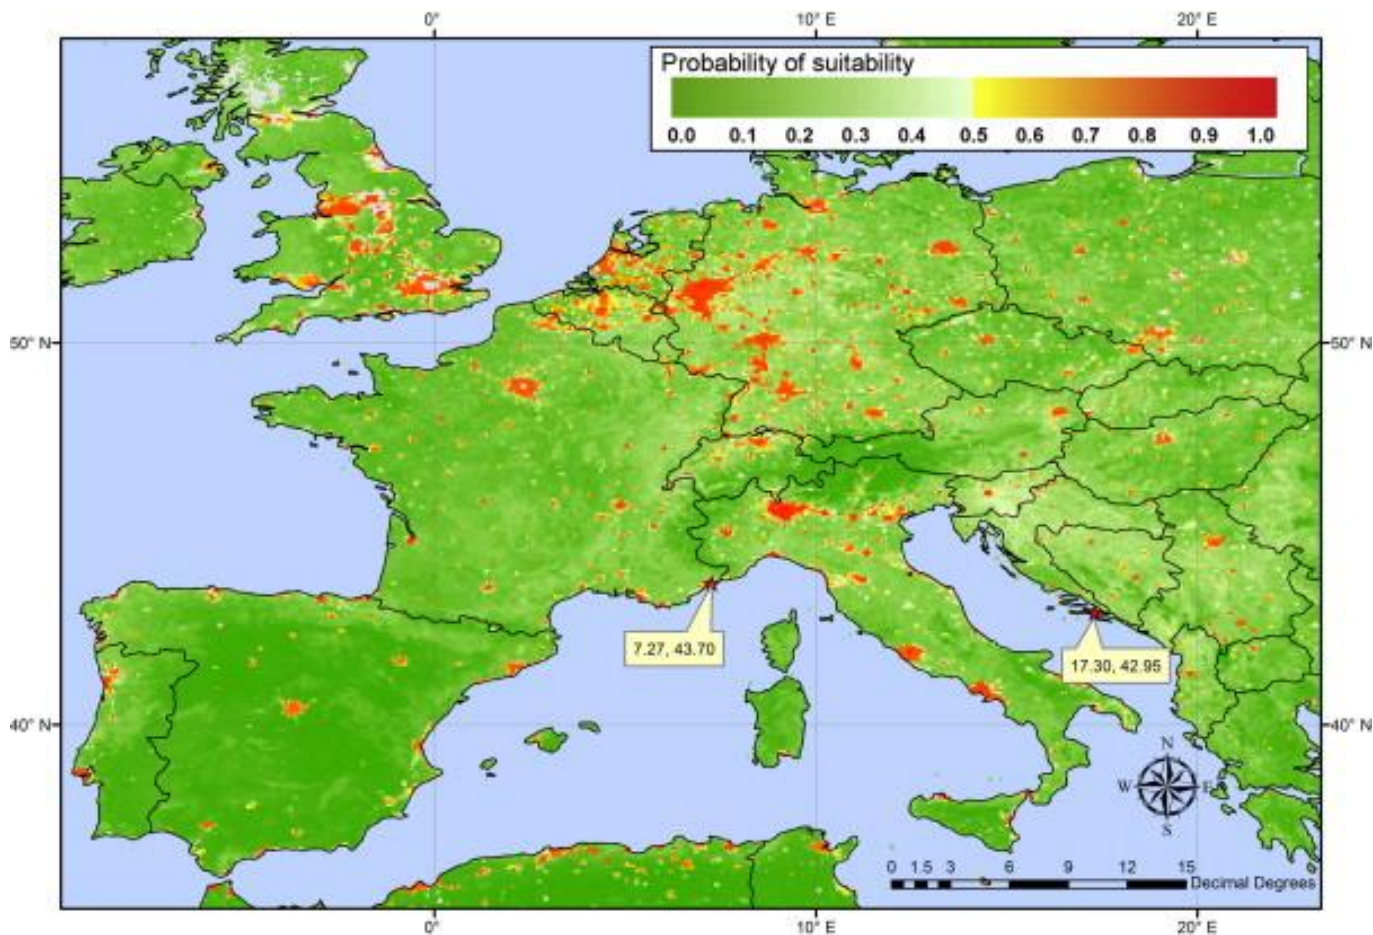 0° 10° E 20° E
Probability of suitability
0.0 0.1 0.2 0.3 0.4 0.5 0.6 0.7 0.8 0.9 1.0
50° N 50° N
7.27, 43.70
17.30, 42.95
40° N 40° N
N
W E
S
0 1.5 3 6 9 12 15
Decimal Degrees
0° 10° E 20° E